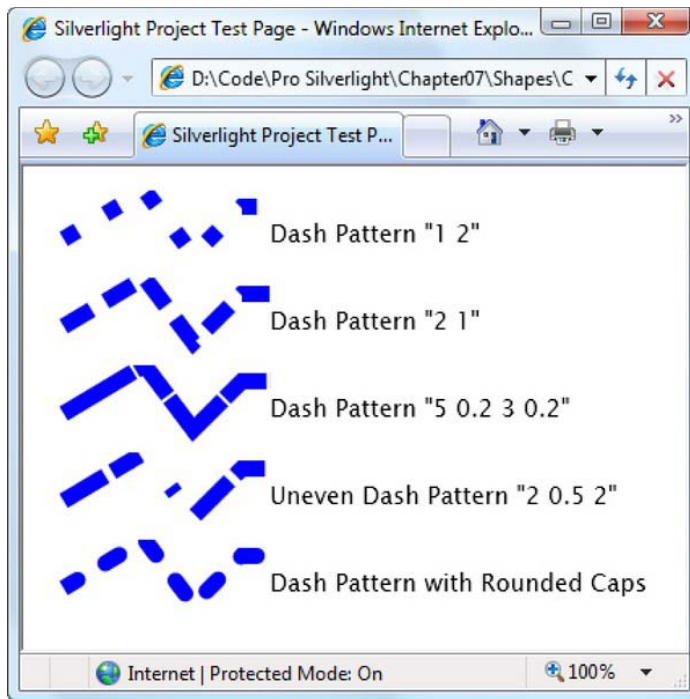 Silverlight Project Test Page - Windows Internet Explo...
D:\Code\Pro Silverlight\Chapter07\Shapes\C
Silverlight Project Test P...
Dash Pattern "1 2"
Dash Pattern "2 1"
Dash Pattern "5 0.2 3 0.2"
Uneven Dash Pattern "2 0.5 2"
Dash Pattern with Rounded Caps
Internet | Protected Mode: On
100%